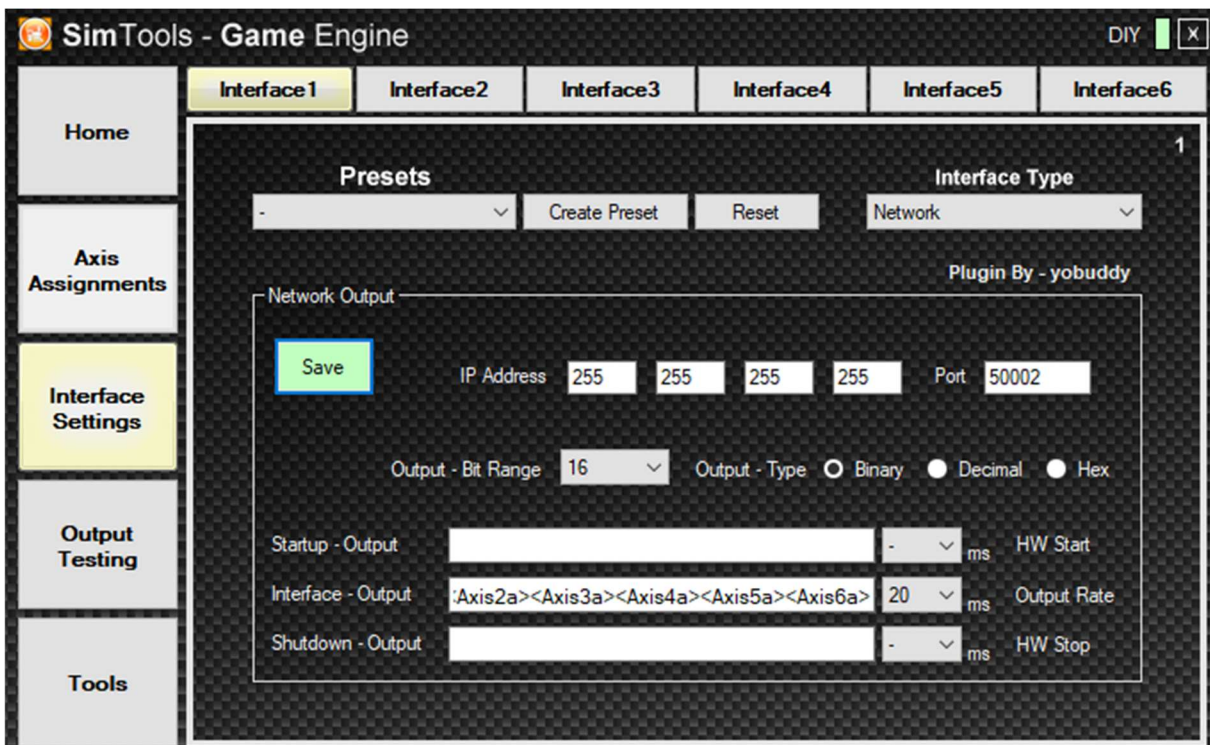 SimTools - Game Engine
DIY X
Interface1 Interface2 Interface3 Interface4 Interface5 Interface6
Home
Axis
Assignments
Interface
Settings
Output
Testing
Tools
1
Presets
Interface Type
- Create Preset Reset Network
Plugin By - yobuddy
Network Output
Save IP Address 255 255 255 255 Port 50002
Output - Bit Range 16 Output - Type Binary Decimal Hex
Startup - Output - ms HW Start
Interface - Output :Axis2a><Axis3a><Axis4a><Axis5a><Axis6a> 20 ms Output Rate
Shutdown - Output - ms HW Stop